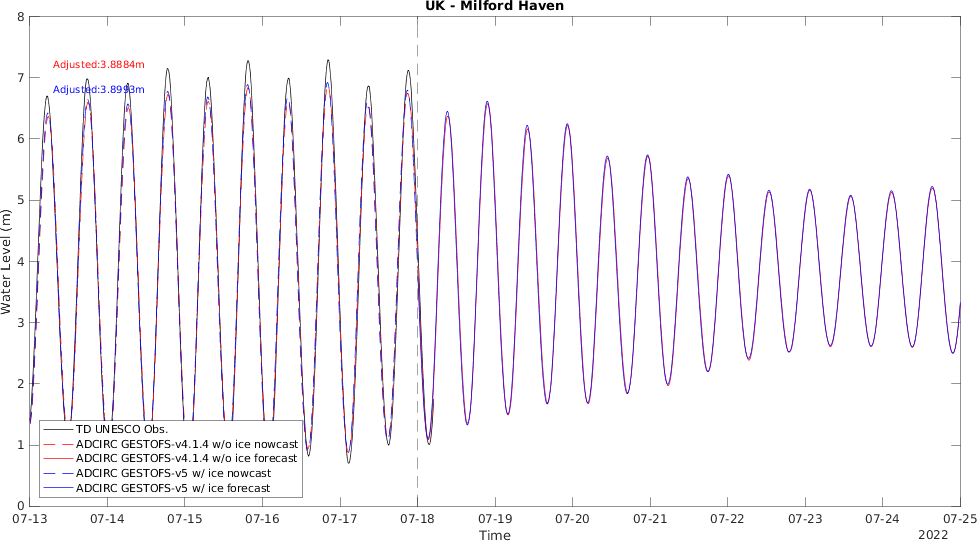 UK - Milford Haven
8
7
6
5
4
3
2
1
0
Water Level (m)
Adjusted:3.8884m
Adjusted:3.8993m
TD UNESCO Obs.
ADCIRC GESTOFS-v4.1.4 w/o ice nowcast
ADCIRC GESTOFS-v4.1.4 w/o ice forecast
ADCIRC GESTOFS-v5 w/ ice nowcast
ADCIRC GESTOFS-v5 w/ ice forecast
07-13 07-14 07-15 07-16 07-17 07-18 07-19 07-20 07-21 07-22 07-23 07-24 07-25
Time
2022